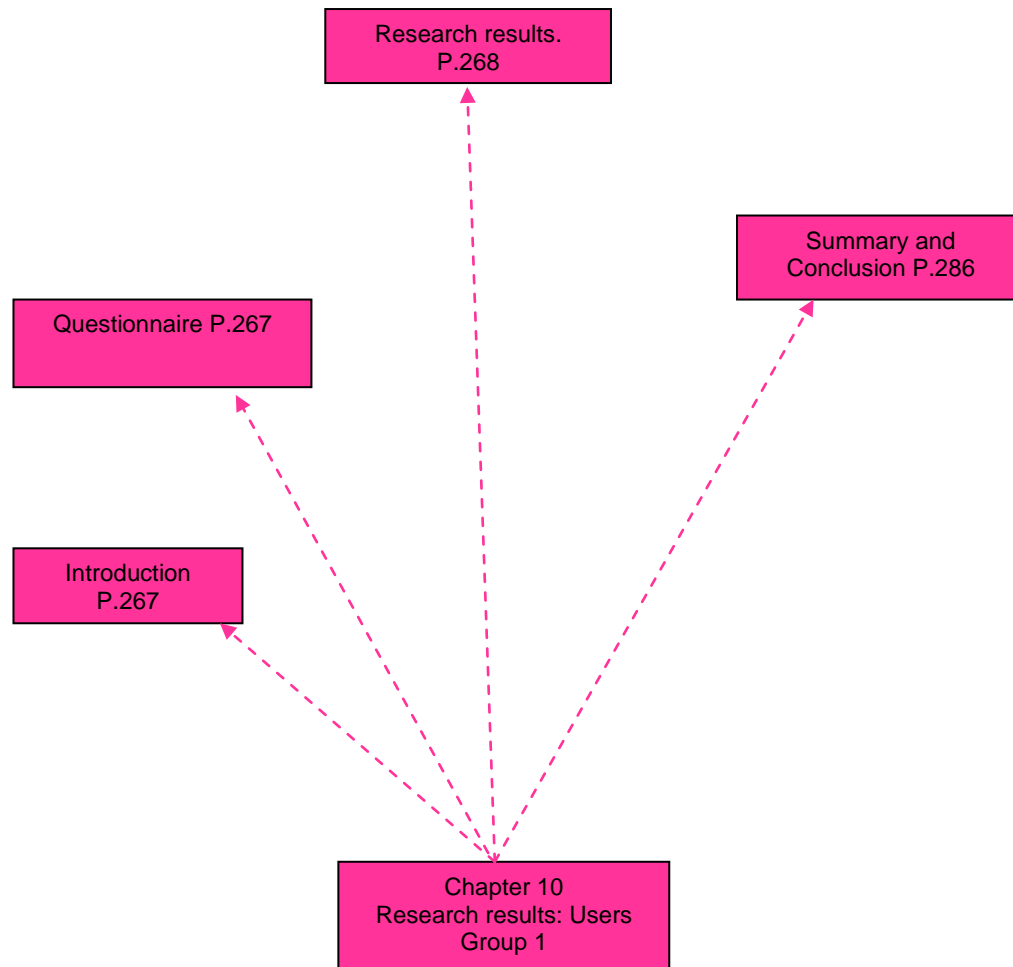 Research results.
P.268
Summary and
Conclusion P.286
Questionnaire P.267
Introduction
P.267
Chapter 10
Research results: Users
Group 1